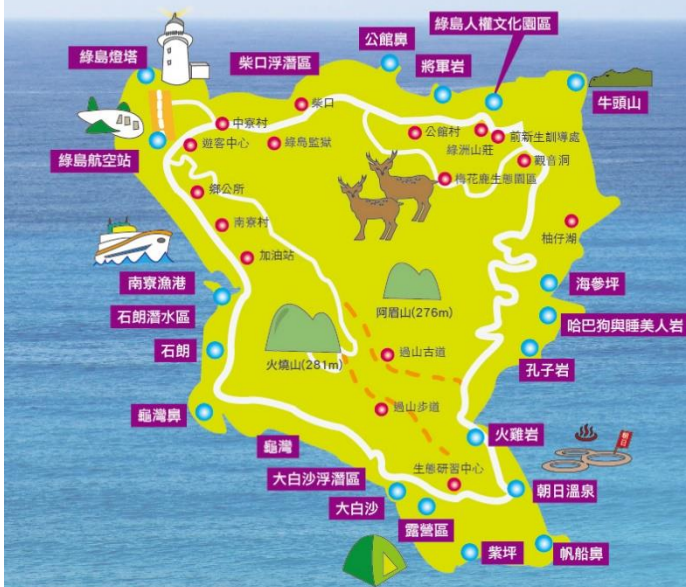 綠島人權文化園區
公館鼻
綠島燈塔
柴口浮潛區
將軍岩
牛頭山
柴口
中寮村
公館村
綠洲山莊
前新生訓導處
綠島航空站
遊客中心
綠島監獄
觀音洞
梅花鹿生態園區
鄉公所
柚仔湖
南寮村
加油站
南寮漁港
海參坪
石朗潛水區
阿眉山(276m)
哈巴狗與睡美人岩
石朗
過山古道
孔子岩
火燒山(281m)
龜灣鼻
過山步道
火雞岩
朝日
龜灣
生態研習中心
大白沙浮潛區
朝日溫泉
大白沙
露營區
紫坪
帆船鼻